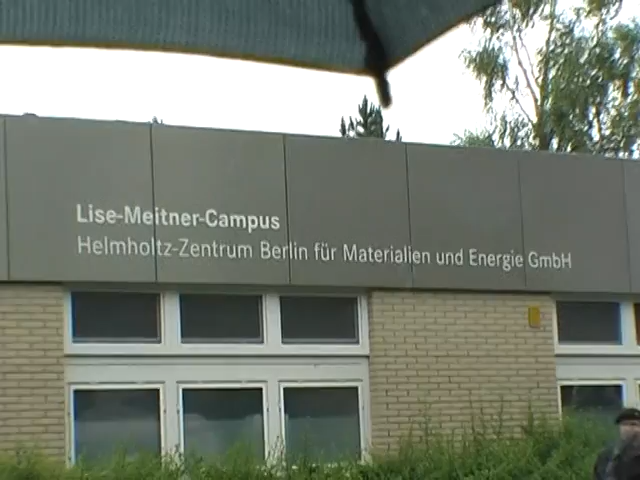 Lise-Meitner-Campus
Helmholtz-Zentrum Berlin für Materialien und Energie GmbH